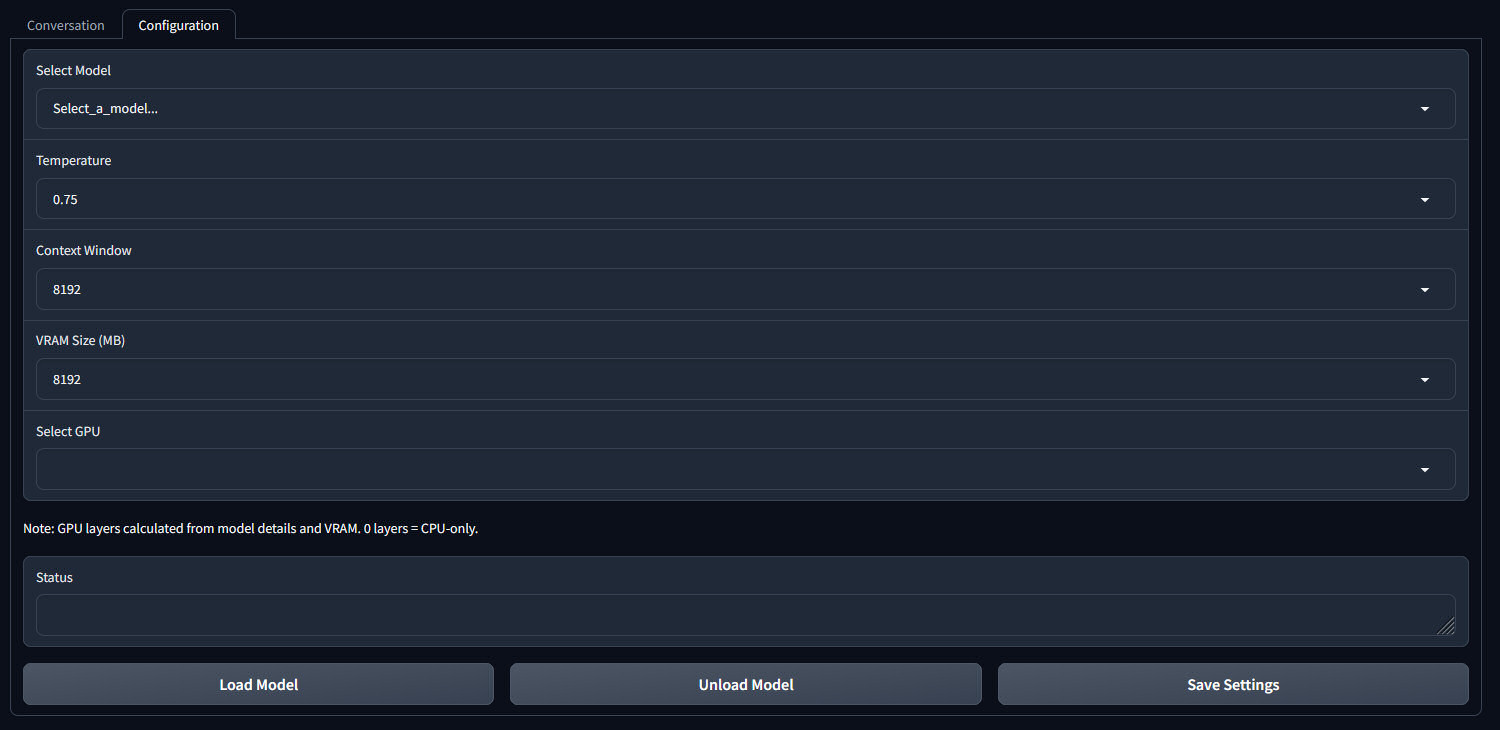 Conversation
Configuration
Select Model
Select_a_model...
Temperature
0.75
Context Window
8192
VRAM Size (MB)
8192
Select GPU
Note: GPU layers calculated from model details and VRAM. 0 layers = CPU-only.
Status
Load Model
Unload Model
Save Settings